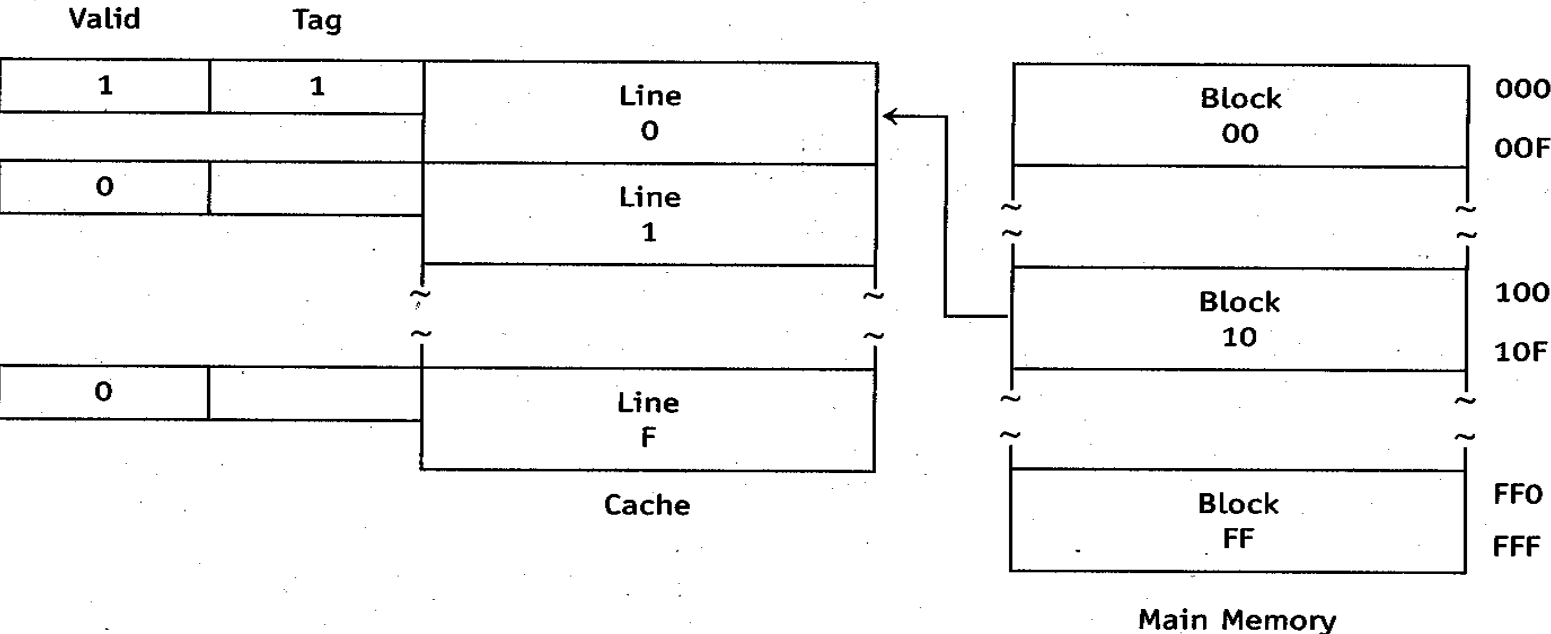 Valid Tag
1 1
Line
0
0
Line
1
0
Line
F
Cache
Block
00
000
00F
Block
10
100
10F
Block
FF
FF0
FFF
Main Memory